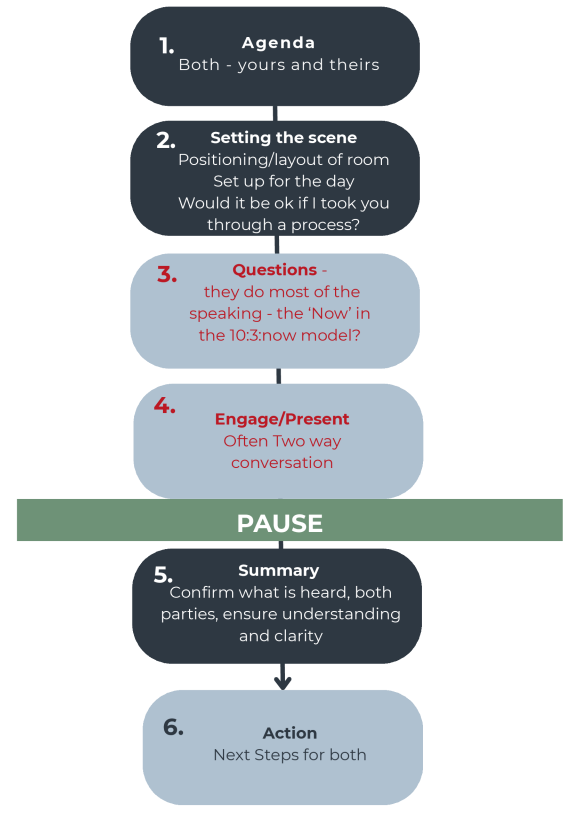 1.
Agenda
Both - yours and theirs
2.
Setting the scene
Positioning/layout of room
Set up for the day
Would it be ok if I took you
through a process?
3.
Questions -
they do most of the
speaking - the ‘Now’ in
the 10:3:now model?
4.
Engage/Present
Often Two way
conversation
PAUSE
5.
Summary
Confirm what is heard, both
parties, ensure understanding
and clarity
6.
Action
Next Steps for both